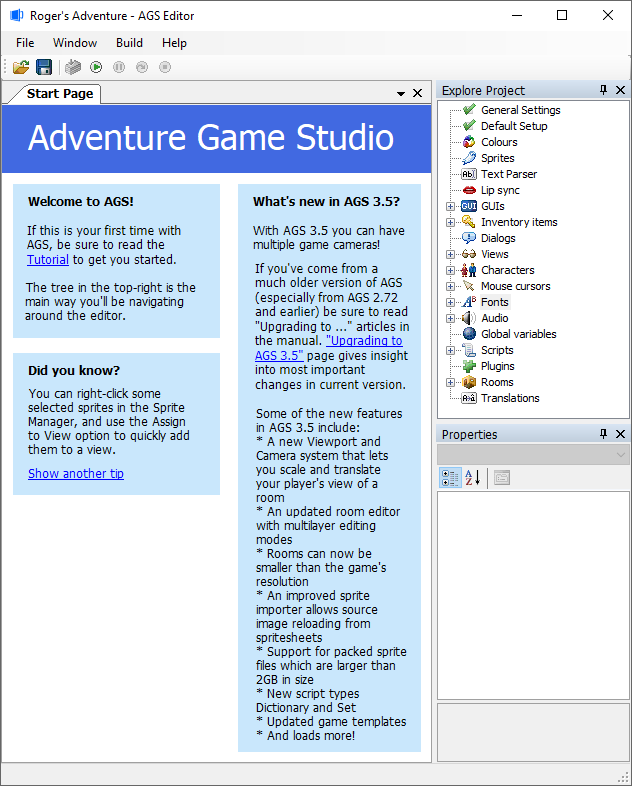 Roger's Adventure - AGS Editor
File Window Build Help
Start Page
Adventure Game Studio
Welcome to AGS!
If this is your first time with
AGS, be sure to read the
Tutorial to get you started.
The tree in the top-right is the
main way you'll be navigating
around the editor.
Did you know?
You can right-click some
selected sprites in the Sprite
Manager, and use the Assign
to View option to quickly add
them to a view.
Show another tip
What's new in AGS 3.5?
With AGS 3.5 you can have
multiple game cameras!
If you've come from a
much older version of AGS
(especially from AGS 2.72
and earlier) be sure to read
"Upgrading to ..." articles in
the manual. "Upgrading to
AGS 3.5" page gives insight
into most important
changes in current version.
Some of the new features
in AGS 3.5 include:
* A new Viewport and
Camera system that lets
you scale and translate
your player's view of a
room
* An updated room editor
with multilayer editing
modes
* Rooms can now be
smaller than the game's
resolution
* An improved sprite
importer allows source
image reloading from
spritesheets
* Support for packed sprite
files which are larger than
2GB in size
* New script types
Dictionary and Set
* Updated game templates
* And loads more!
Explore Project
General Settings
Default Setup
Colours
Sprites
Ab Text Parser
Lip sync
GUI GUIs
Inventory items
Dialogs
Views
Characters
Mouse cursors
AB Fonts
Audio
Global variables
Scripts
Plugins
Rooms
Translations
Properties
A
Z